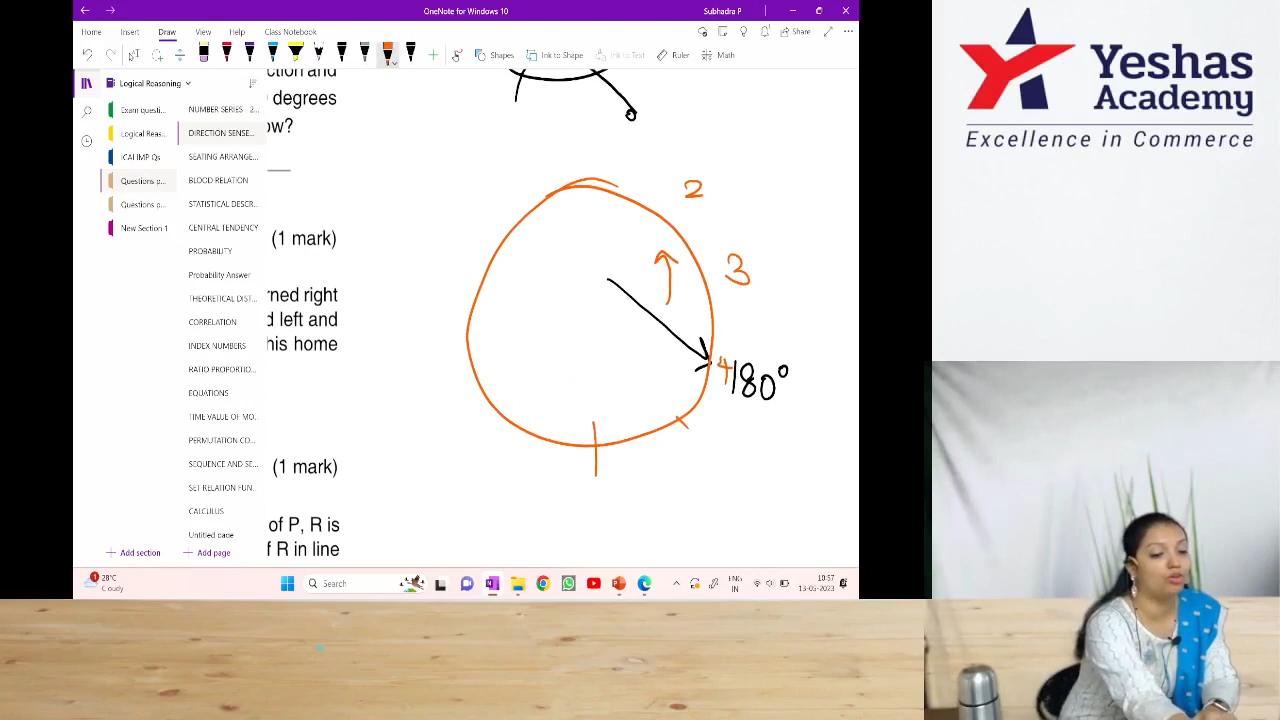 OneNote for Windows 10
Subhadra P
Home
Insert
Draw
View
Help
Class Notebook
Share
Shapes
Ink to Shape
Ink to Text
Ruler
Math
Logical Reasoning
Exam questi...
Logical Reas...
ICAI IMP Qs
Questions p...
Questions p...
New Section 1
NUMBER SERIES - 2...
DIRECTION SENSE...
SEATING ARRANGE...
BLOOD RELATION
STATISTICAL DESCR...
CENTRAL TENDENCY
PROBABILITY
Probability Answer
THEORETICAL DIST...
CORRELATION
INDEX NUMBERS
RATIO PROPORTIO...
EQUATIONS
TIME VALUE OF MO...
PERMUTATION CO...
SEQUENCE AND SE...
SET RELATION FUN...
CALCULUS
Untitled page
Add section
Add page
ction and
degrees
ow?
(1 mark)
rned right
d left and
his home
(1 mark)
of P, R is
f R in line
2
3
4
180°
28°C
Cloudy
Search
ENG
IN
10:57
13-05-2023
Yeshas
Academy
Excellence in Commerce